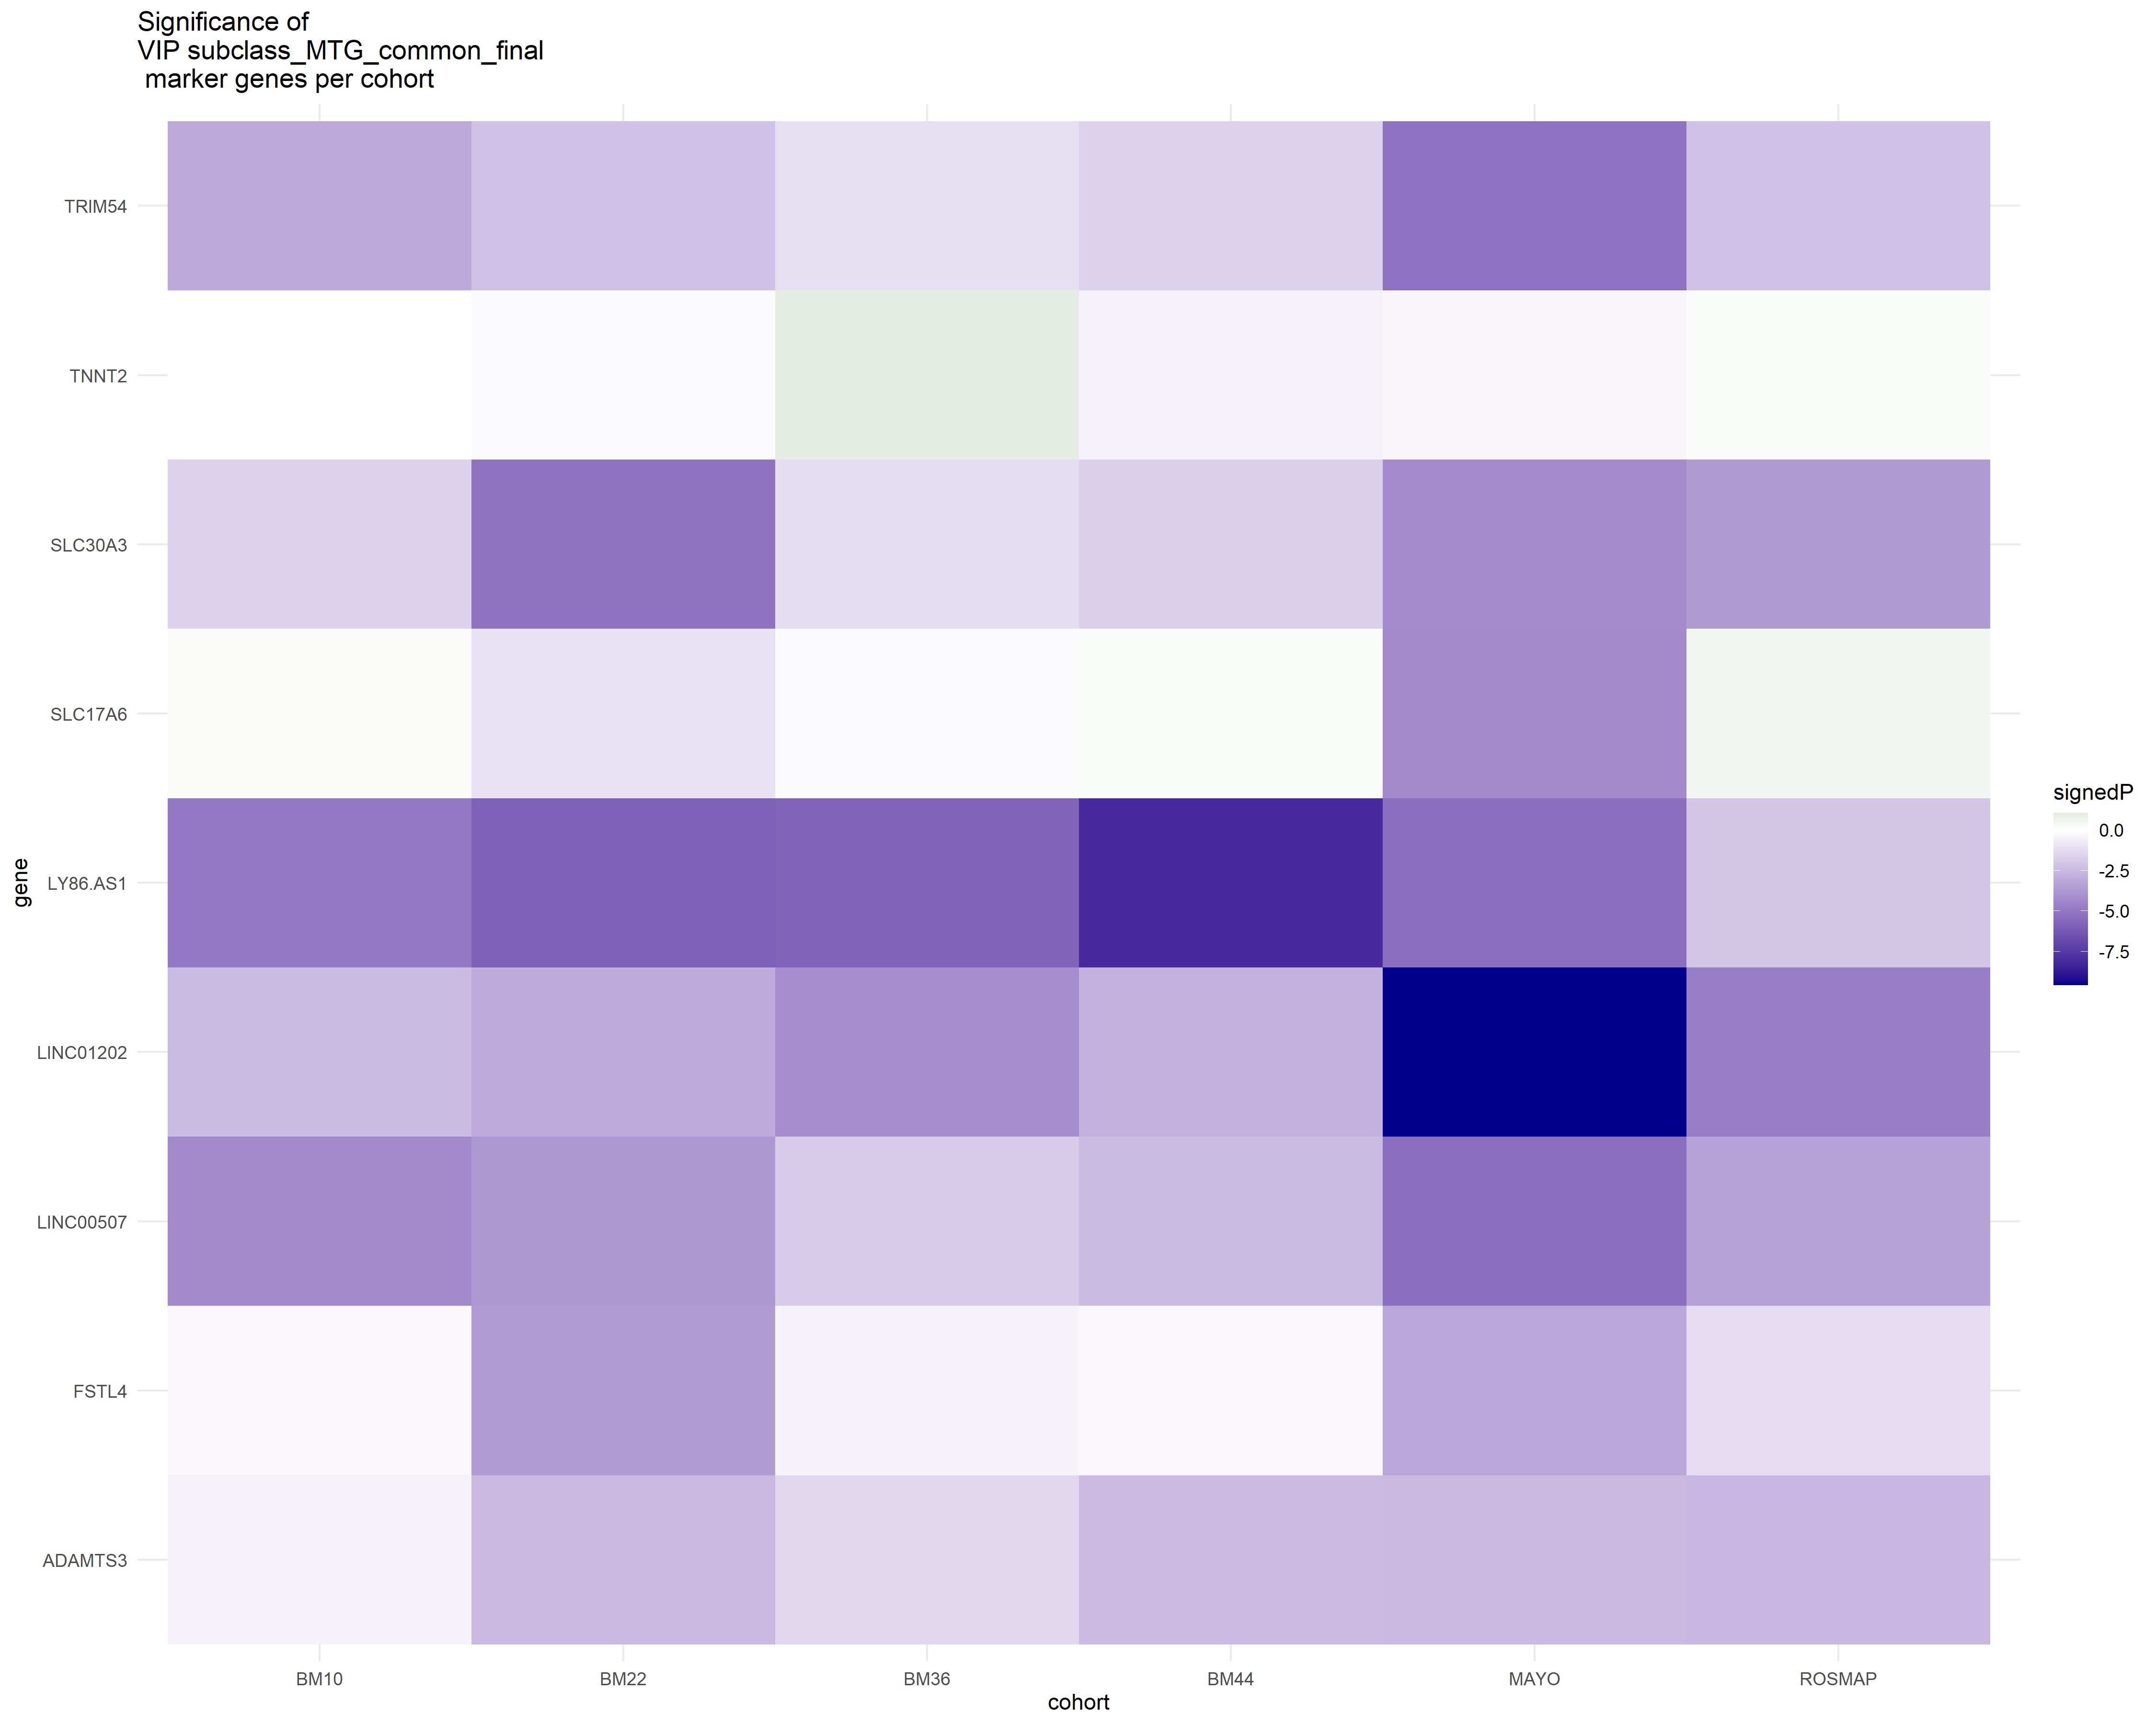 Significance of
VIP subclass_MTG_common_final
marker genes per cohort
gene
TRIM54
TNNT2
SLC30A3
SLC17A6
LY86.AS1
LINC01202
LINC00507
FSTL4
ADAMTS3
BM10 BM22 BM36 BM44 MAYO ROSMAP
cohort
signedP
0.0
-2.5
-5.0
-7.5